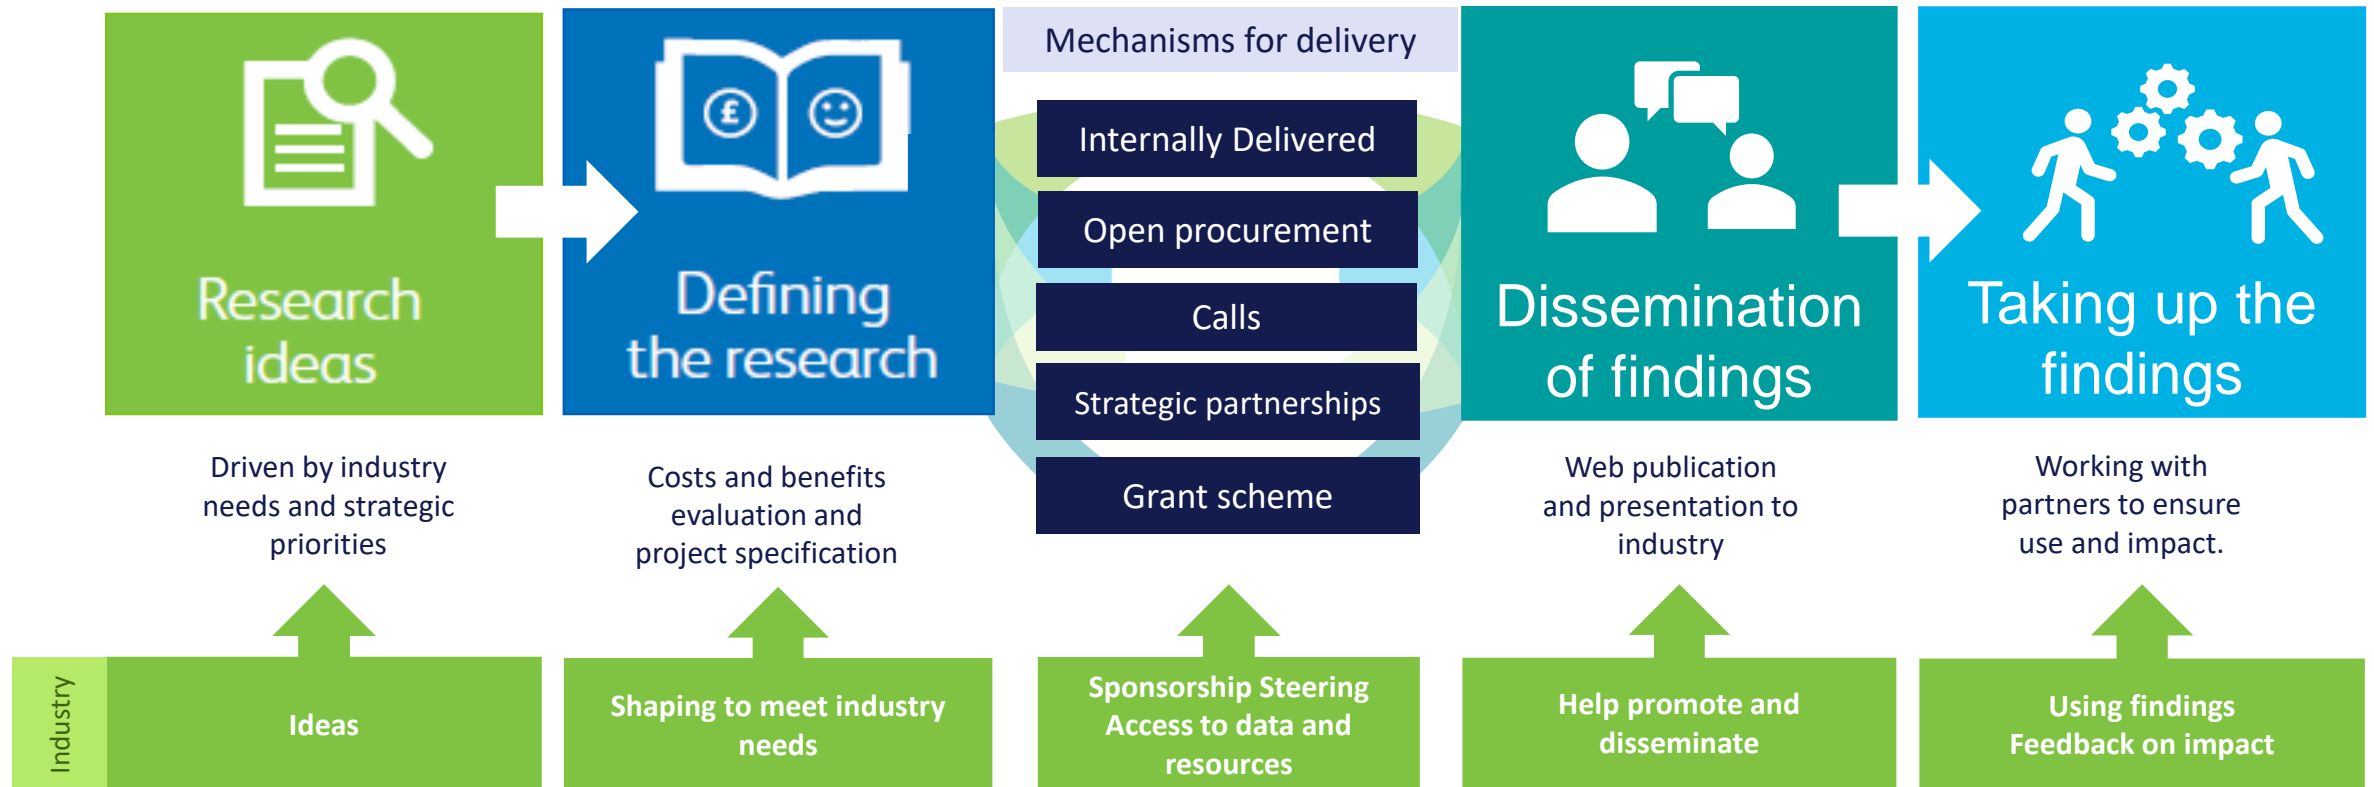 Research
ideas
Driven by industry
needs and strategic
priorities
£
Defining
the research
Costs and benefits
evaluation and
project specification
Mechanisms for delivery
Internally Delivered
Open procurement
Calls
Strategic partnerships
Grant scheme
Dissemination
of findings
Web publication
and presentation to
industry
Taking up the
findings
Working with
partners to ensure
use and impact.
Industry
Ideas
Shaping to meet industry
needs
Sponsorship Steering
Access to data and
resources
Help promote and
disseminate
Using findings
Feedback on impact